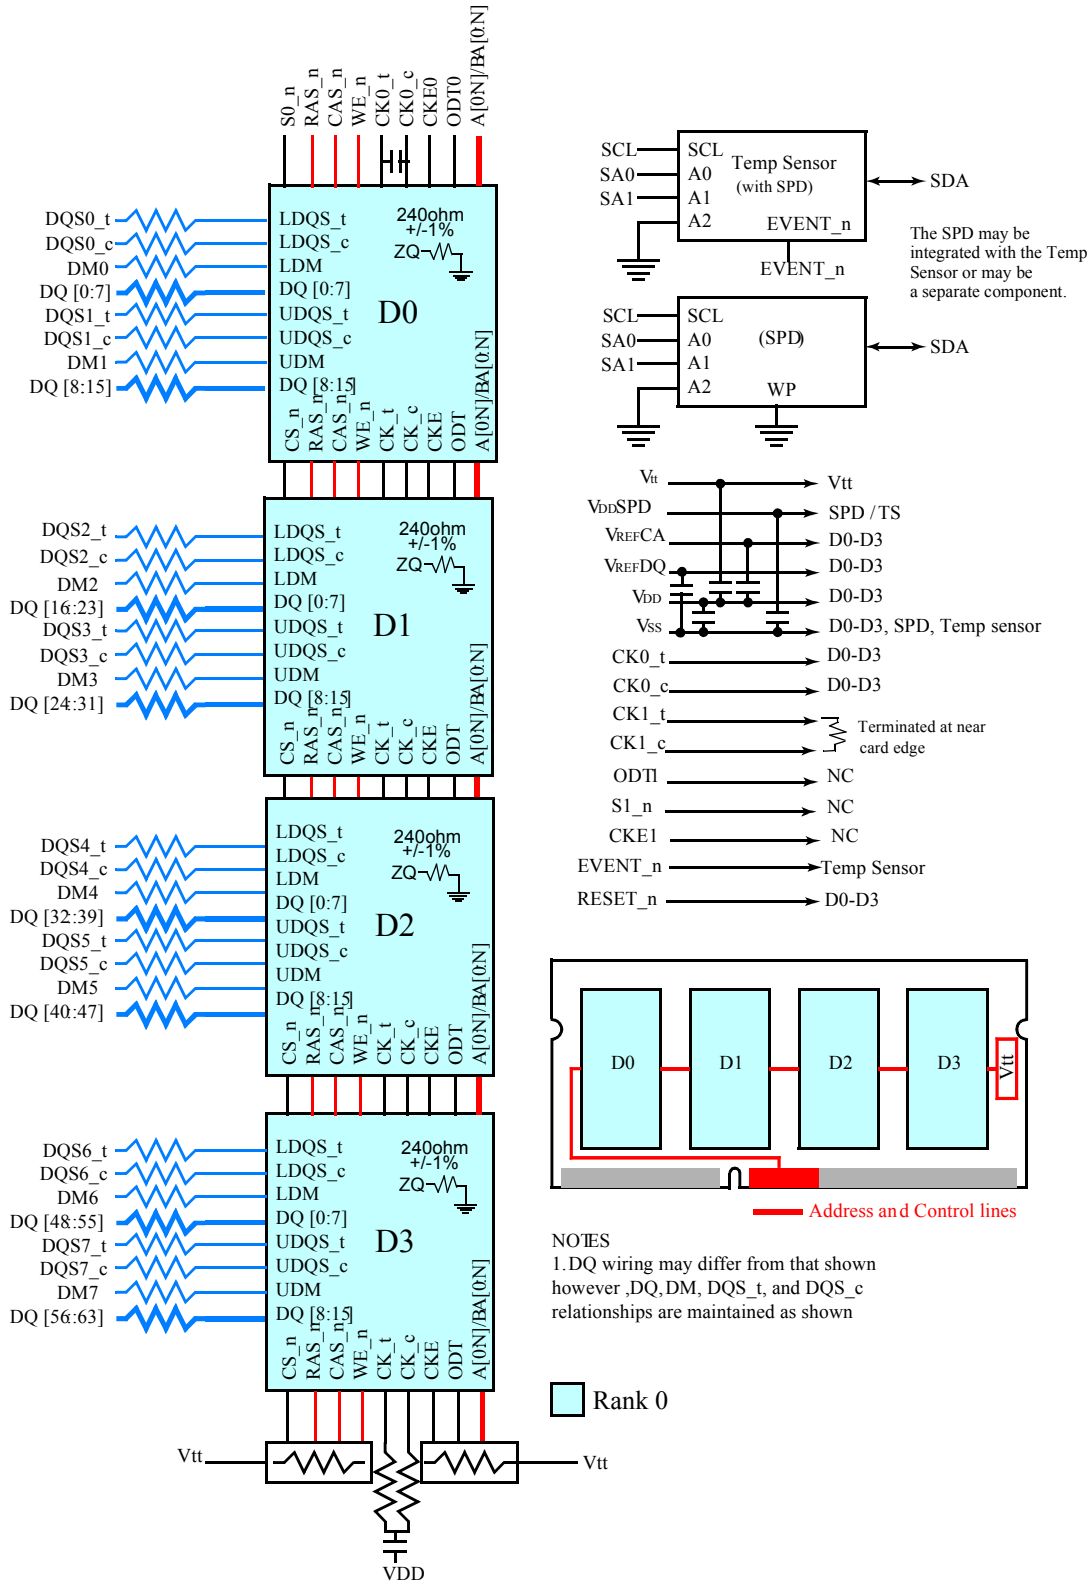 S0_n
RAS_n
CAS_n
WE_n
CK0_t
CK0_c
CKE0
ODT0
A[0N]/BA[0:N]
DQS0_t
DQS0_c
DM0
DQ [0:7]
DQS1_t
DQS1_c
DM1
DQ [8:15]
LDQS_t
LDQS_c
LDM
DQ [0:7]
UDQS_t
UDQS_c
UDM
DQ [8:15]
240ohm
+/-1%
ZQ
D0
CS_n
RAS_n
CAS_n
WE_n
CK_t
CK_c
CKE
ODT
A[0N]/BA[0:N]
DQS2_t
DQS2_c
DM2
DQ [16:23]
DQS3_t
DQS3_c
DM3
DQ [24:31]
LDQS_t
LDQS_c
LDM
DQ [0:7]
UDQS_t
UDQS_c
UDM
DQ [8:15]
240ohm
+/-1%
ZQ
D1
CS_n
RAS_n
CAS_n
WE_n
CK_t
CK_c
CKE
ODT
A[0N]/BA[0:N]
DQS4_t
DQS4_c
DM4
DQ [32:39]
DQS5_t
DQS5_c
DM5
DQ [40:47]
LDQS_t
LDQS_c
LDM
DQ [0:7]
UDQS_t
UDQS_c
UDM
DQ [8:15]
240ohm
+/-1%
ZQ
D2
CS_n
RAS_n
CAS_n
WE_n
CK_t
CK_c
CKE
ODT
A[0N]/BA[0:N]
DQS6_t
DQS6_c
DM6
DQ [48:55]
DQS7_t
DQS7_c
DM7
DQ [56:63]
LDQS_t
LDQS_c
LDM
DQ [0:7]
UDQS_t
UDQS_c
UDM
DQ [8:15]
240ohm
+/-1%
ZQ
D3
CS_n
RAS_n
CAS_n
WE_n
CK_t
CK_c
CKE
ODT
A[0N]/BA[0:N]
Vtt
Vtt
VDD
SCL
SA0
SA1
SCL
A0
A1
A2
Temp Sensor
(with SPD)
EVENT_n
EVENT_n
SDA
The SPD may be
integrated with the Temp
Sensor or may be
a separate component.
SCL
SA0
SA1
SCL
A0
A1
A2
(SPD)
WP
SDA
Vtt Vtt
VDDSPD SPD / TS
VREFCA D0-D3
VREFDQ D0-D3
VDD D0-D3
VSS D0-D3, SPD, Temp sensor
CK0_t D0-D3
CK0_c D0-D3
CK1_t
CK1_c
Terminated at near
card edge
ODT1 NC
S1_n NC
CKE1 NC
EVENT_n Temp Sensor
RESET_n D0-D3
D0
D1
D2
D3
Vtt
Address and Control lines
NOTES
1. DQ wiring may differ from that shown
however ,DQ, DM, DQS_t, and DQS_c
relationships are maintained as shown
Rank 0